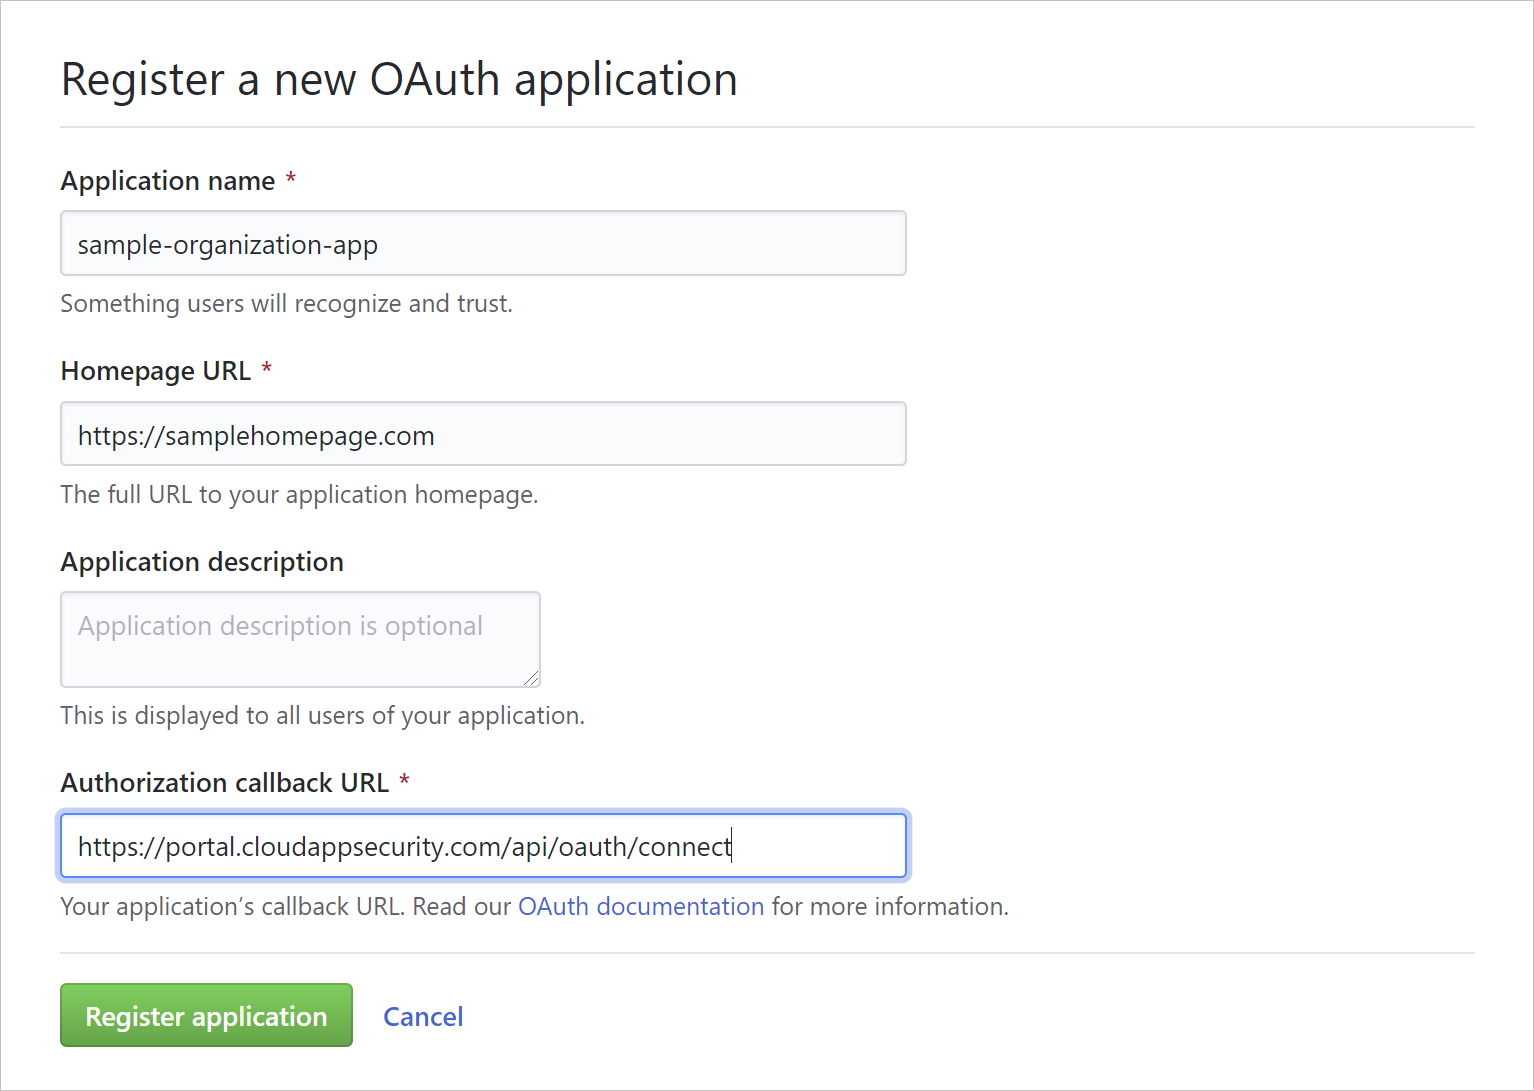 Register a new OAuth application
Application name *
sample-organization-app
Something users will recognize and trust.
Homepage URL *
https://samplehomepage.com
The full URL to your application homepage.
Application description
Application description is optional
This is displayed to all users of your application.
Authorization callback URL *
https://portal.cloudappsecurity.com/api/oauth/connect
Your application’s callback URL. Read our OAuth documentation for more information.
Register application Cancel